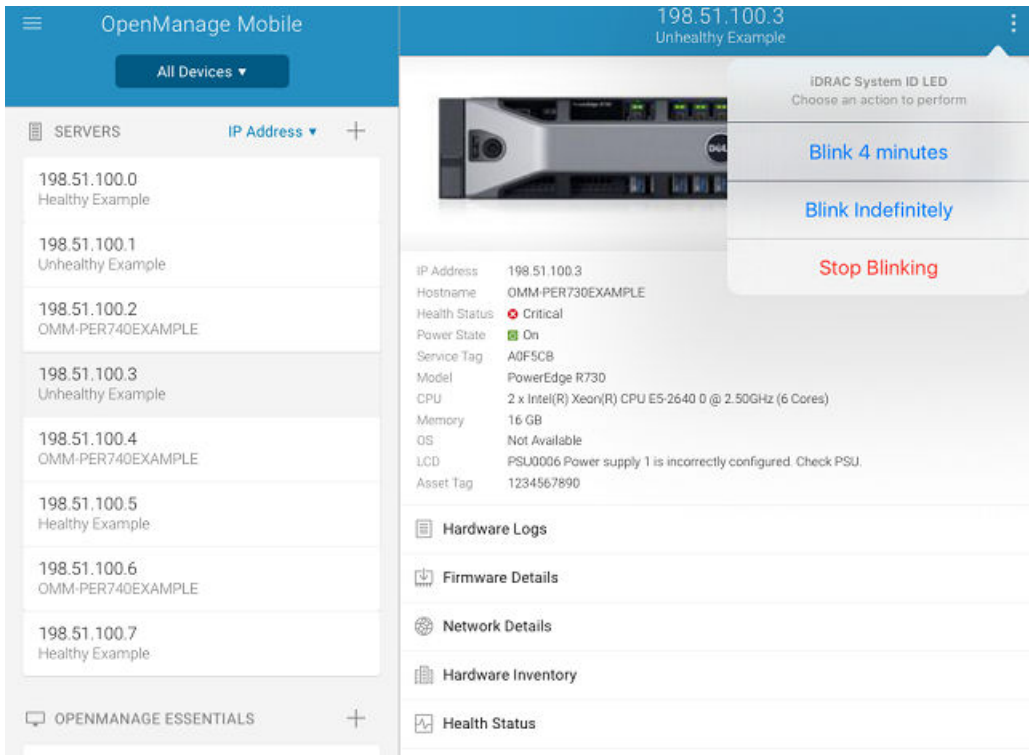 OpenManage Mobile
All Devices ▾
SERVERS
IP Address ▾
198.51.100.0
Healthy Example
198.51.100.1
Unhealthy Example
198.51.100.2
OMM-PER740EXAMPLE
198.51.100.3
Unhealthy Example
198.51.100.4
OMM-PER740EXAMPLE
198.51.100.5
Healthy Example
198.51.100.6
OMM-PER740EXAMPLE
198.51.100.7
Healthy Example
OPENMANAGE ESSENTIALS
198.51.100.3
Unhealthy Example
iDRAC System ID LED
Choose an action to perform
Blink 4 minutes
Blink Indefinitely
Stop Blinking
IP Address 198.51.100.3
Hostname OMM-PER730EXAMPLE
Health Status Critical
Power State On
Service Tag A0F5CB
Model PowerEdge R730
CPU 2 x Intel(R) Xeon(R) CPU E5-2640 0 @ 2.50GHz (6 Cores)
Memory 16 GB
OS Not Available
LCD PSU0006 Power supply 1 is incorrectly configured. Check PSU.
Asset Tag 1234567890
Hardware Logs
Firmware Details
Network Details
Hardware Inventory
Health Status